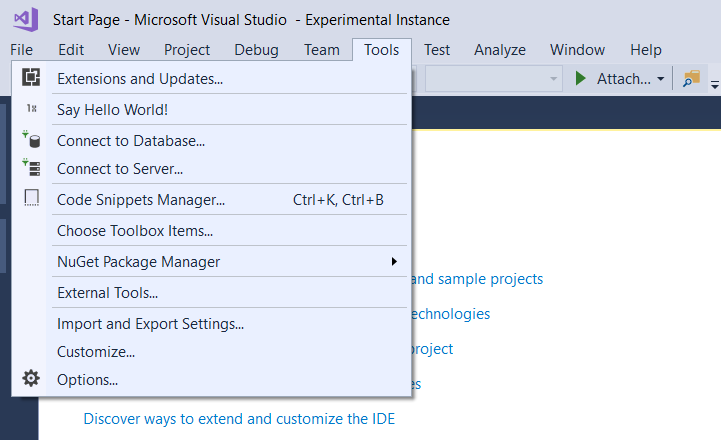 Start Page - Microsoft Visual Studio - Experimental Instance
File Edit View Project Debug Team Tools Test Analyze Window Help
Extensions and Updates...
Attach...
1x Say Hello World!
Connect to Database...
Connect to Server...
Code Snippets Manager... Ctrl+K, Ctrl+B
Choose Toolbox Items...
NuGet Package Manager
and sample projects
External Tools...
echnologies
Import and Export Settings...
roject
Customize...
Options...
es
Discover ways to extend and customize the IDE